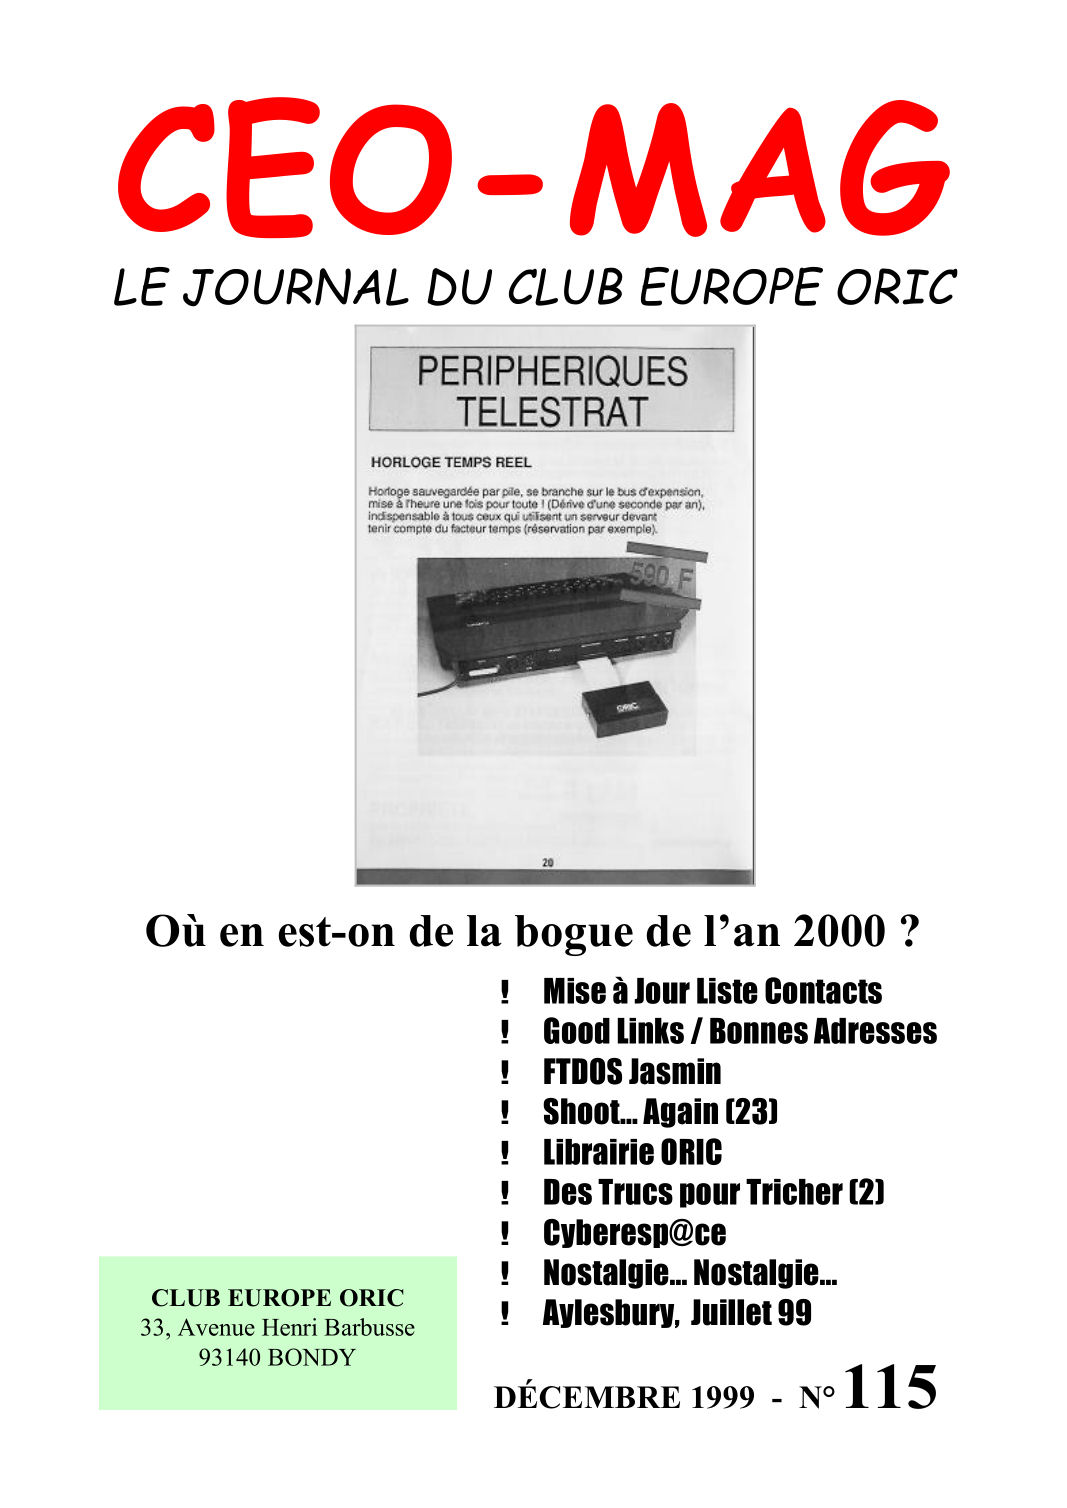 CEO-MAG
LE JOURNAL DU CLUB EUROPE ORIC
PERIPHERIQUES
TELESTRAT
HORLOGE TEMPS REEL
Horloge sauvegardée par pile, se branche sur le bus d'expension,
mise à l'heure une fois pour toute ! (Dérive d'une seconde par an),
indispensable à tous ceux qui utilisent un serveur devant
tenir compte du facteur temps (réservation par exemple).
590 F
ORIC
20
Où en est-on de la bogue de l'an 2000 ?
! Mise à Jour Liste Contacts
! Good Links / Bonnes Adresses
! FTDOS Jasmin
! Shoot... Again (23)
! Librairie ORIC
! Des Trucs pour Tricher (2)
! Cyberesp@ce
! Nostalgie... Nostalgie...
! Aylesbury, Juillet 99
CLUB EUROPE ORIC
33, Avenue Henri Barbusse
93140 BONDY
DÉCEMBRE 1999 - N° 115